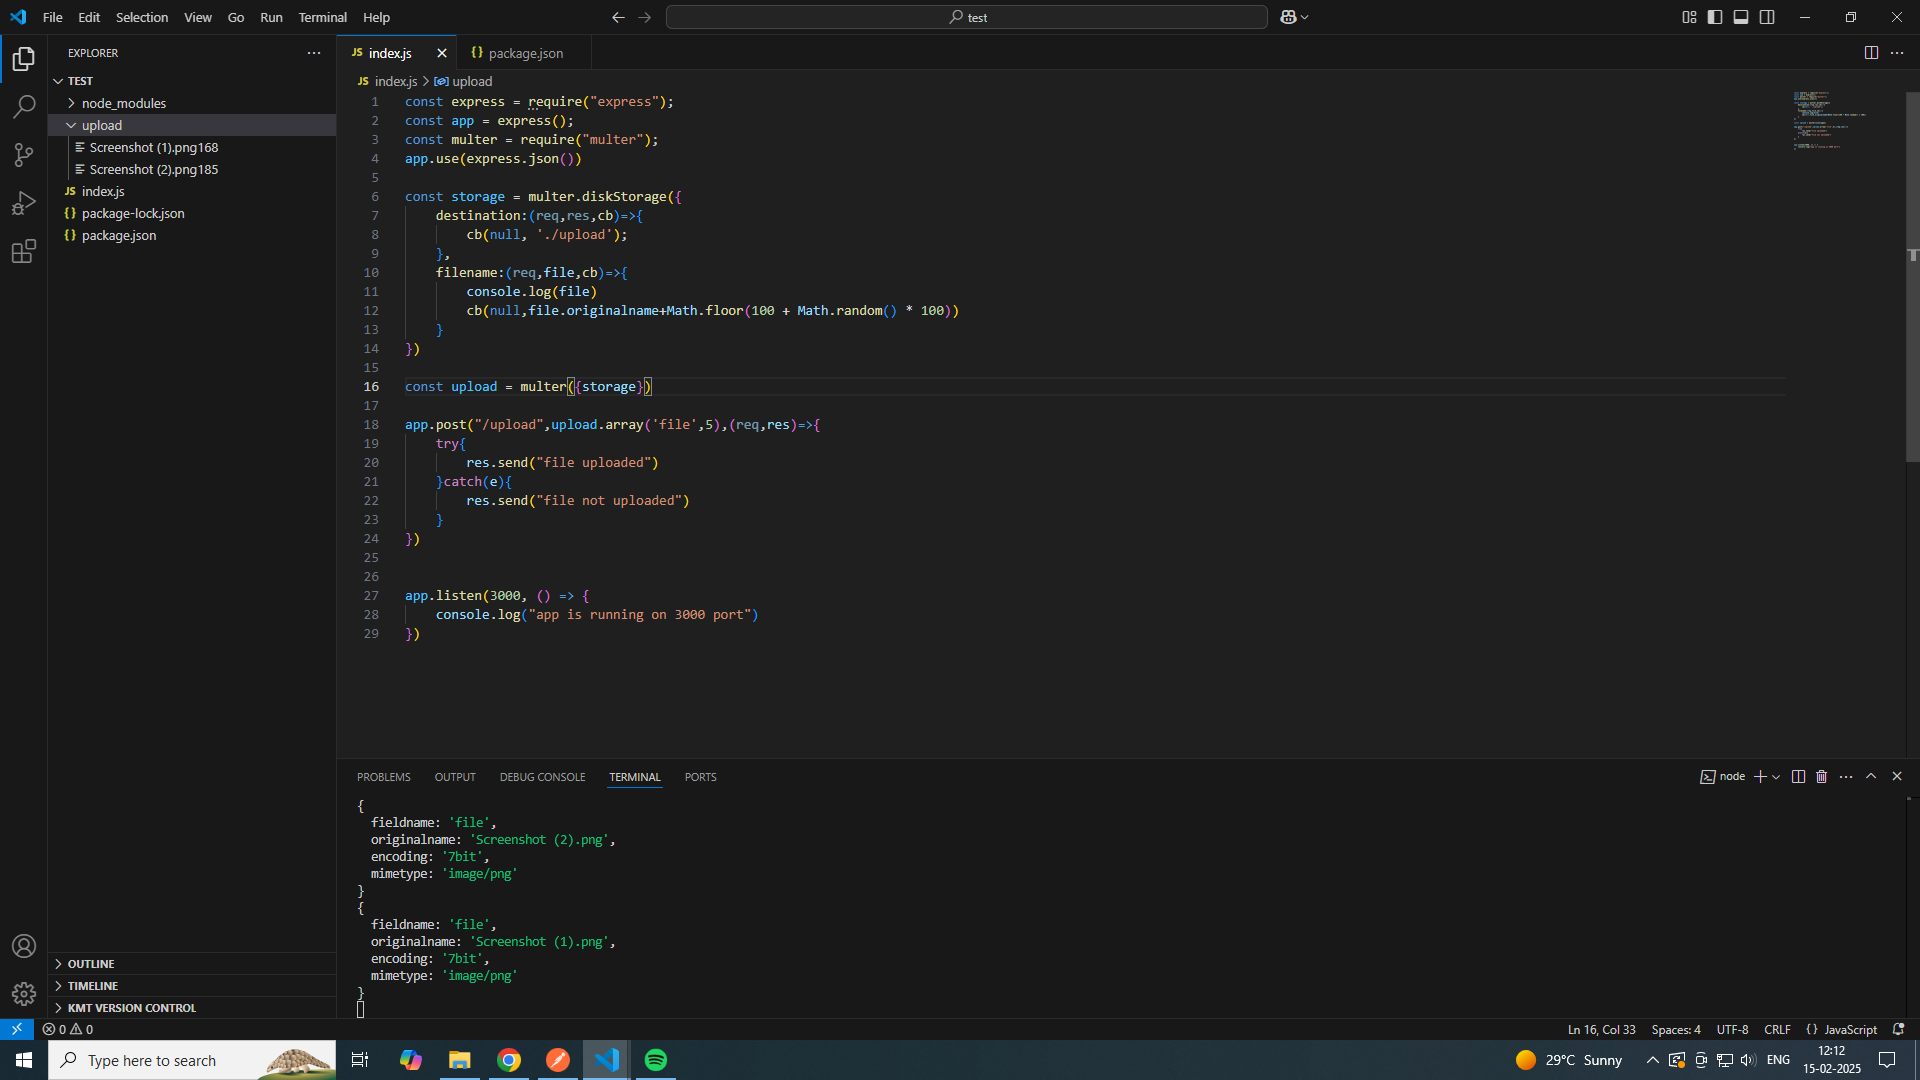 File Edit Selection View Go Run Terminal Help
test
EXPLORER
TEST
node_modules
upload
Screenshot (1).png168
Screenshot (2).png185
JS index.js
{} package-lock.json
{} package.json
OUTLINE
TIMELINE
KMT VERSION CONTROL
JS index.js
{} package.json
JS index.js > upload
1 const express = require("express");
2 const app = express();
3 const multer = require("multer");
4 app.use(express.json())
5
6 const storage = multer.diskStorage({
7 destination:(req,res,cb)=>{
8 cb(null, './upload');
9 },
10 filename:(req,file,cb)=>{
11 console.log(file)
12 cb(null,file.originalname+Math.floor(100 + Math.random() * 100))
13 }
14 })
15
16 const upload = multer({storage})
17
18 app.post("/upload",upload.array('file',5),(req,res)=>{
19 try{
20 res.send("file uploaded")
21 }catch(e){
22 res.send("file not uploaded")
23 }
24 })
25
26
27 app.listen(3000, () => {
28 console.log("app is running on 3000 port")
29 })
PROBLEMS OUTPUT DEBUG CONSOLE TERMINAL PORTS
node
{
fieldname: 'file',
originalname: 'Screenshot (2).png',
encoding: '7bit',
mimetype: 'image/png'
}
{
fieldname: 'file',
originalname: 'Screenshot (1).png',
encoding: '7bit',
mimetype: 'image/png'
}
0 0
Ln 16, Col 33 Spaces: 4 UTF-8 CRLF {} JavaScript
Type here to search
29°C Sunny
ENG
12:12
15-02-2025